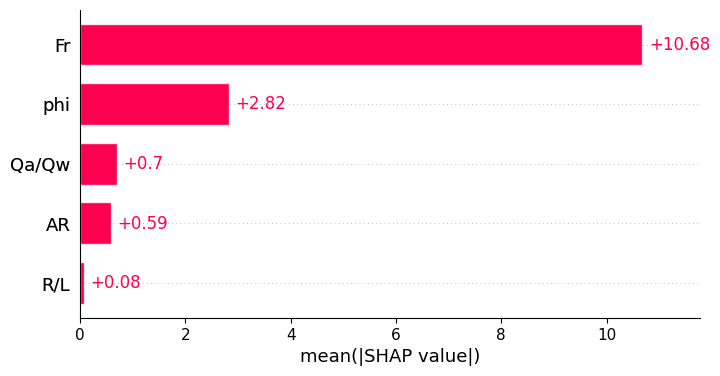 Fr +10.68
phi +2.82
Qa/Qw +0.7
AR +0.59
R/L +0.08
0 2 4 6 8 10
mean(|SHAP value|)